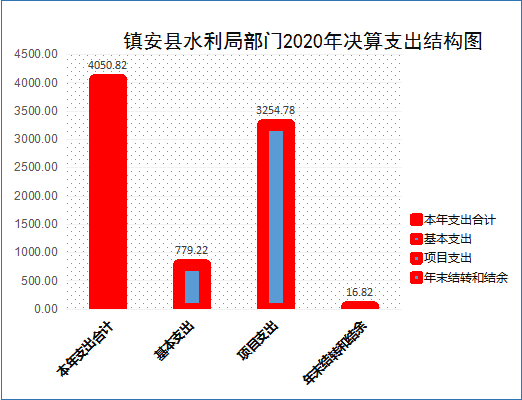 镇安县水利局部门2020年决算支出结构图
4500.00
4000.00
3500.00
3000.00
2500.00
2000.00
1500.00
1000.00
500.00
0.00
4050.82
779.22
3254.78
16.82
本年支出合计
基本支出
项目支出
年末结转和结余
本年支出合计
基本支出
项目支出
年末结转和结余